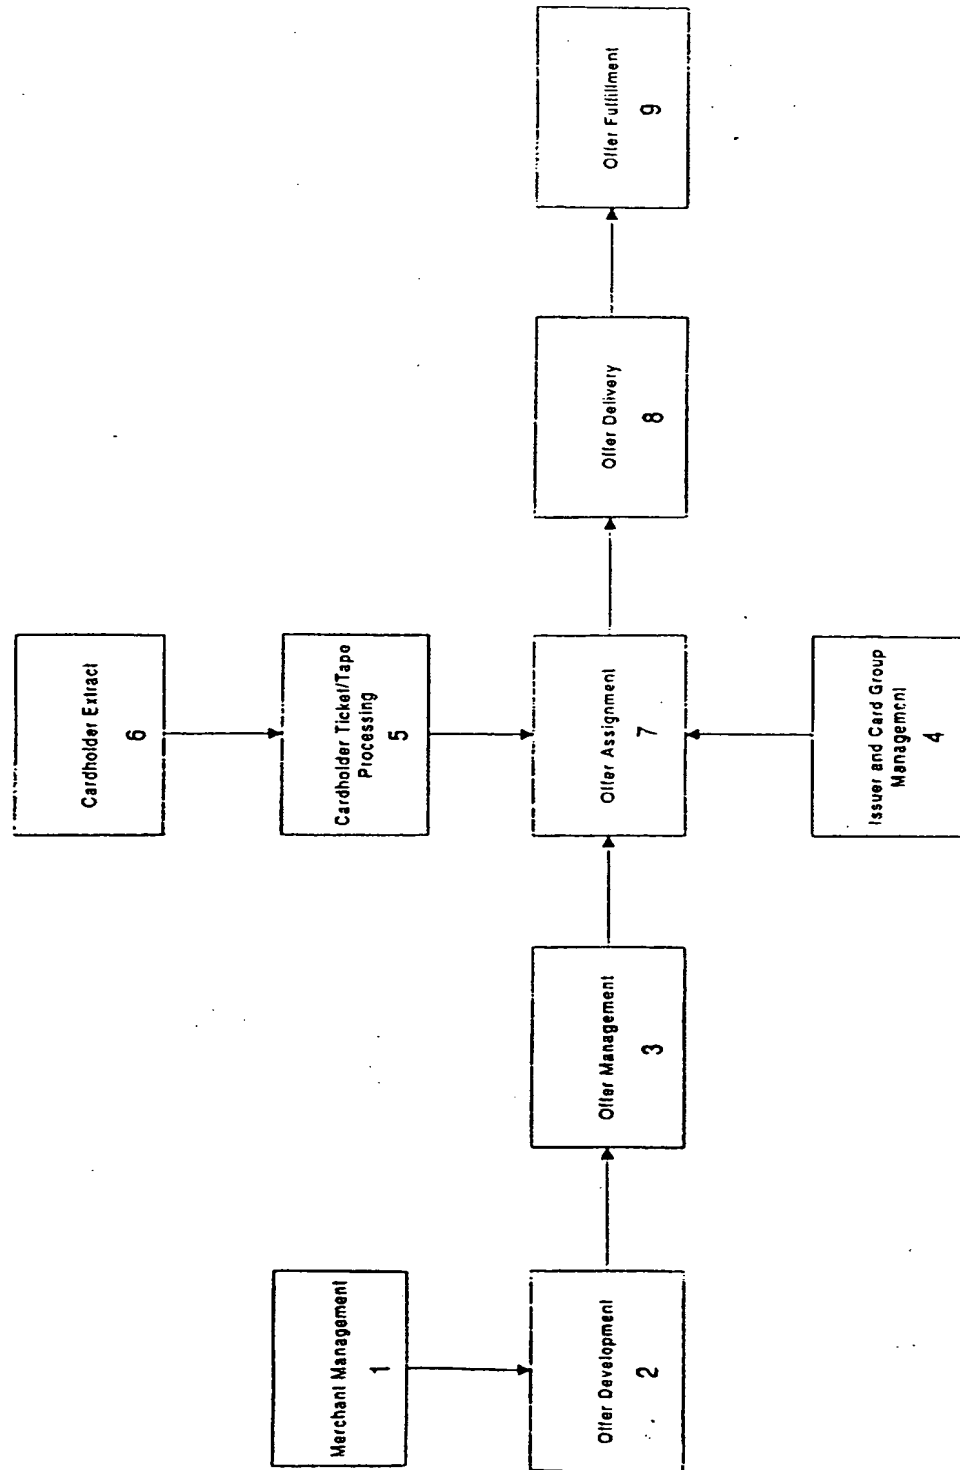 Merchant Management
1
Offer Development
2
Offer Management
3
Issuer and Card Group
Management
4
Cardholder Ticket/Tape
Processing
5
Cardholder Extract
6
Offer Assignment
7
Offer Delivery
8
Offer Fulfillment
9